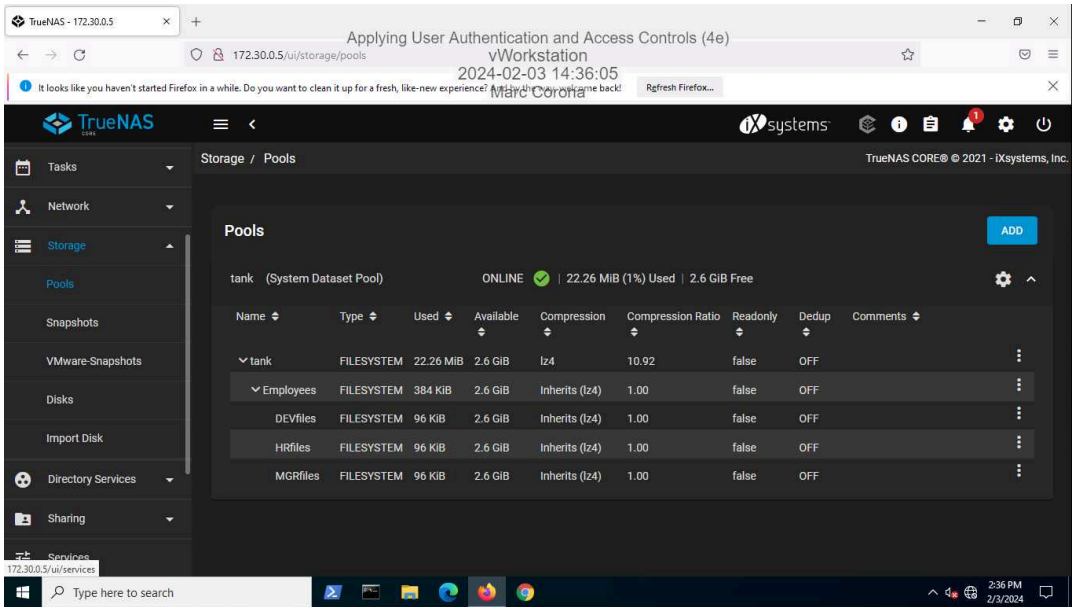 TrueNAS - 172.30.0.5
Applying User Authentication and Access Controls (4e)
vWorkstation
2024-02-03 14:36:05
Marc Corona
172.30.0.5/ui/storage/pools
It looks like you haven't started Firefox in a while. Do you want to clean it up for a fresh, like-new experience? And by the way, welcome back!
Refresh Firefox...
TrueNAS
CORE
iXsystems
1
Storage / Pools
TrueNAS CORE® © 2021 - iXsystems, Inc.
Tasks
Network
Storage
Pools
Snapshots
VMware-Snapshots
Disks
Import Disk
Directory Services
Sharing
Services
172.30.0.5/ui/services
Pools
ADD
tank (System Dataset Pool) ONLINE | 22.26 MiB (1%) Used | 2.6 GiB Free
Name Type Used Available Compression Compression Ratio Readonly Dedup Comments
tank FILESYSTEM 22.26 MiB 2.6 GiB lz4 10.92 false OFF
Employees FILESYSTEM 384 KiB 2.6 GiB Inherits (lz4) 1.00 false OFF
DEVfiles FILESYSTEM 96 KiB 2.6 GiB Inherits (lz4) 1.00 false OFF
HRfiles FILESYSTEM 96 KiB 2.6 GiB Inherits (lz4) 1.00 false OFF
MGRfiles FILESYSTEM 96 KiB 2.6 GiB Inherits (lz4) 1.00 false OFF
Type here to search
2:36 PM
2/3/2024